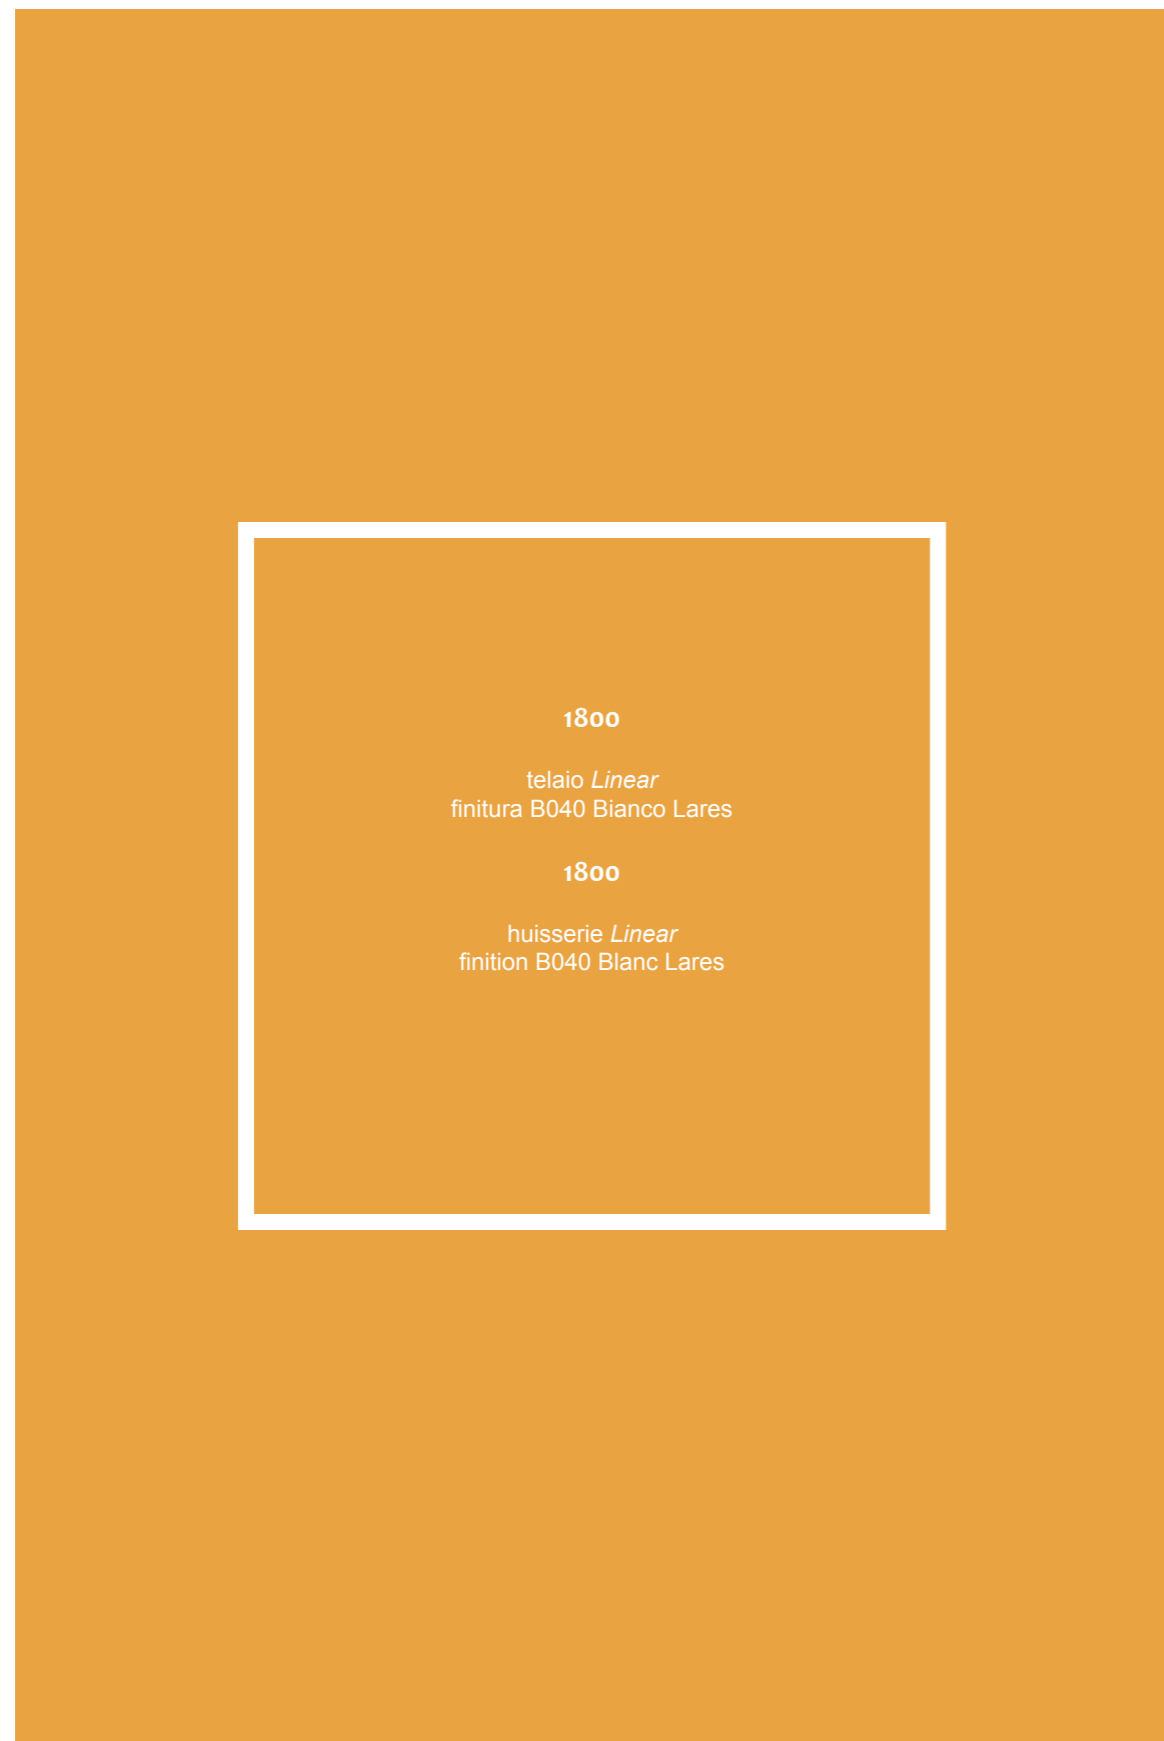 1800
telaio Linear
finitura B040 Bianco Lares
1800
huisserie Linear
finition B040 Blanc Lares